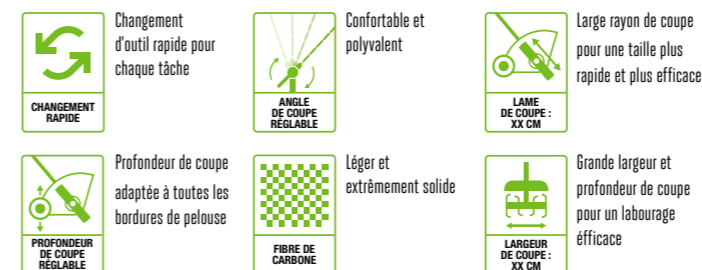 CHANGEMENT
RAPIDE
Changement
d'outil rapide pour
chaque tâche
ANGLE
DE COUPE
RÉGLABLE
Confortable et
polyvalent
LAME
DE COUPE :
XX CM
Large rayon de coupe
pour une taille plus
rapide et plus efficace
PROFONDEUR
DE COUPE
RÉGLABLE
Profondeur de coupe
adaptée à toutes les
bordures de pelouse
FIBRE DE
CARBONE
Léger et
extrêmement solide
LARGEUR
DE COUPE :
XX CM
Grande largeur et
profondeur de coupe
pour un labourage
éfficace